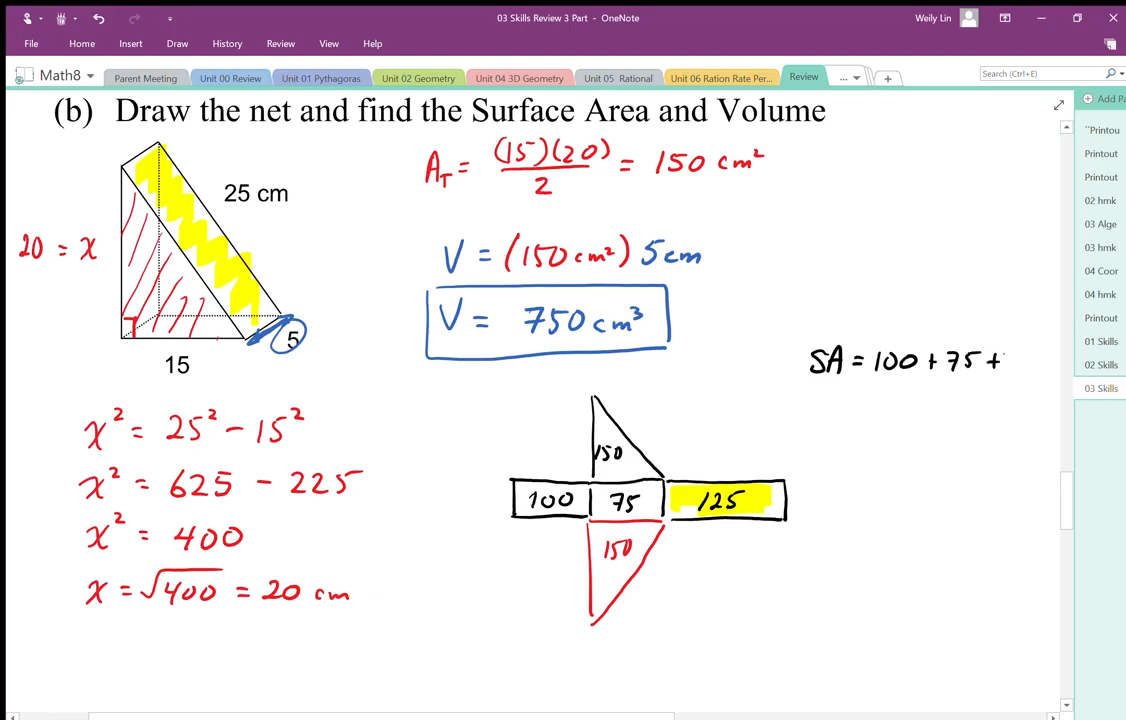 03 Skills Review 3 Part - OneNote
Weily Lin
File Home Insert Draw History Review View Help
Math8
Parent Meeting
Unit 00 Review
Unit 01 Pythagoras
Unit 02 Geometry
Unit 04 3D Geometry
Unit 05 Rational
Unit 06 Ration Rate Per...
Review
...
Search (Ctrl+E)
(b) Draw the net and find the Surface Area and Volume
25 cm
20 = x
15
5
x² = 25² - 15²
x² = 625 - 225
x² = 400
x = √400 = 20 cm
A_T = (15)(20) / 2 = 150 cm²
V = (150 cm²) 5cm
V = 750 cm³
SA = 100 + 75 +
150
100 75 125
150
Add Pa
``Printou
Printout
Printout
02 hmk
03 Alge
03 hmk
04 Coor
04 hmk
Printout
01 Skills
02 Skills
03 Skills